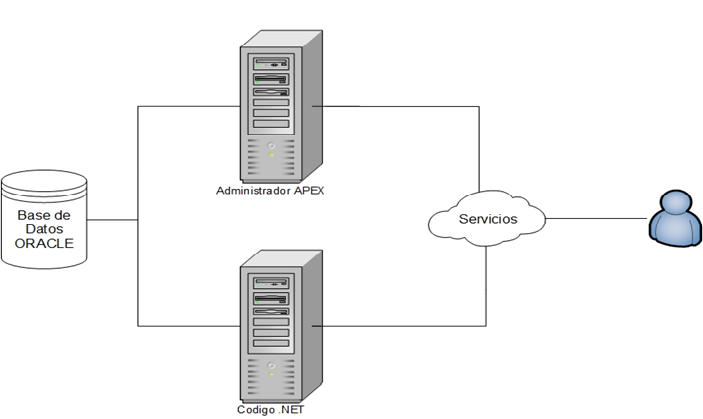 Administrador APEX
Base de
Datos
ORACLE
Servicios
Codigo .NET